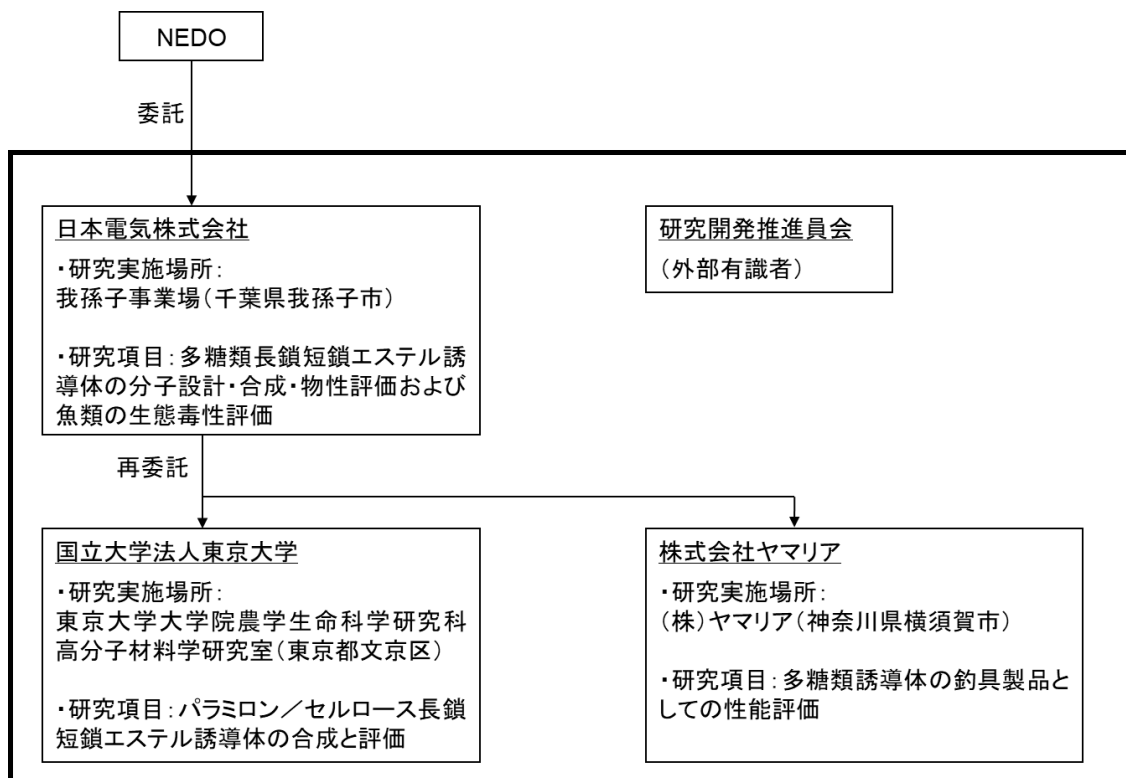 NEDO
委託
日本電気株式会社
・研究実施場所：
我孫子事業場（千葉県我孫子市）
・研究項目：多糖類長鎖短鎖エステル誘
導体の分子設計・合成・物性評価および
魚類の生態毒性評価
研究開発推進員会
（外部有識者）
再委託
国立大学法人東京大学
・研究実施場所：
東京大学大学院農学生命科学研究科
高分子材料学研究室（東京都文京区）
・研究項目：パラミロン／セルロース長鎖
短鎖エステル誘導体の合成と評価
株式会社ヤマリア
・研究実施場所：
（株）ヤマリア（神奈川県横須賀市）
・研究項目：多糖類誘導体の釣具製品と
しての性能評価